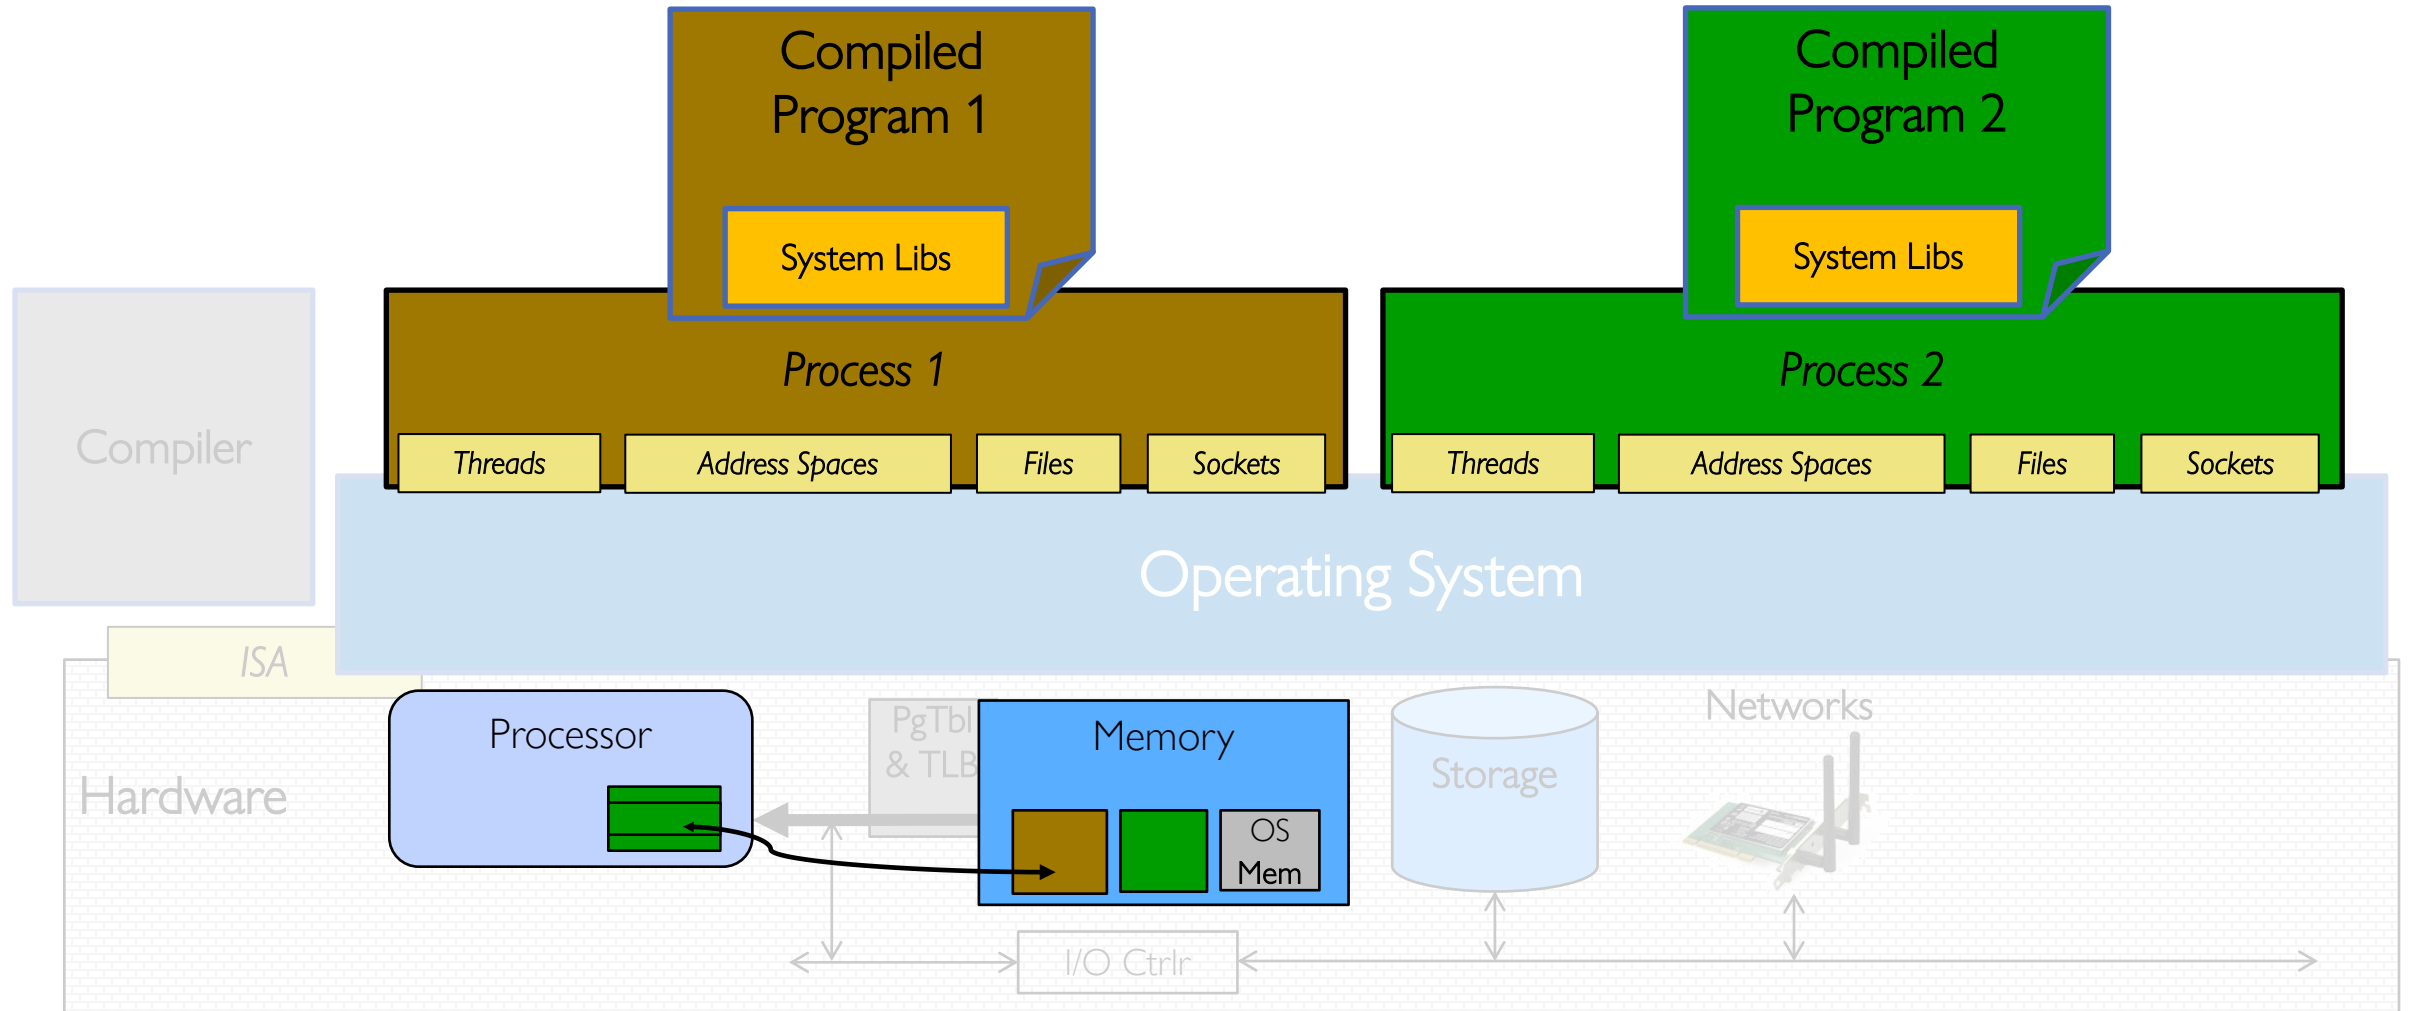 Compiled
Program 1
System Libs
Compiled
Program 2
System Libs
Compiler
Process 1
Threads
Address Spaces
Files
Sockets
Process 2
Threads
Address Spaces
Files
Sockets
Operating System
ISA
Hardware
Processor
PgTbl
& TLB
Memory
OS
Mem
Storage
Networks
I/O Ctrlr